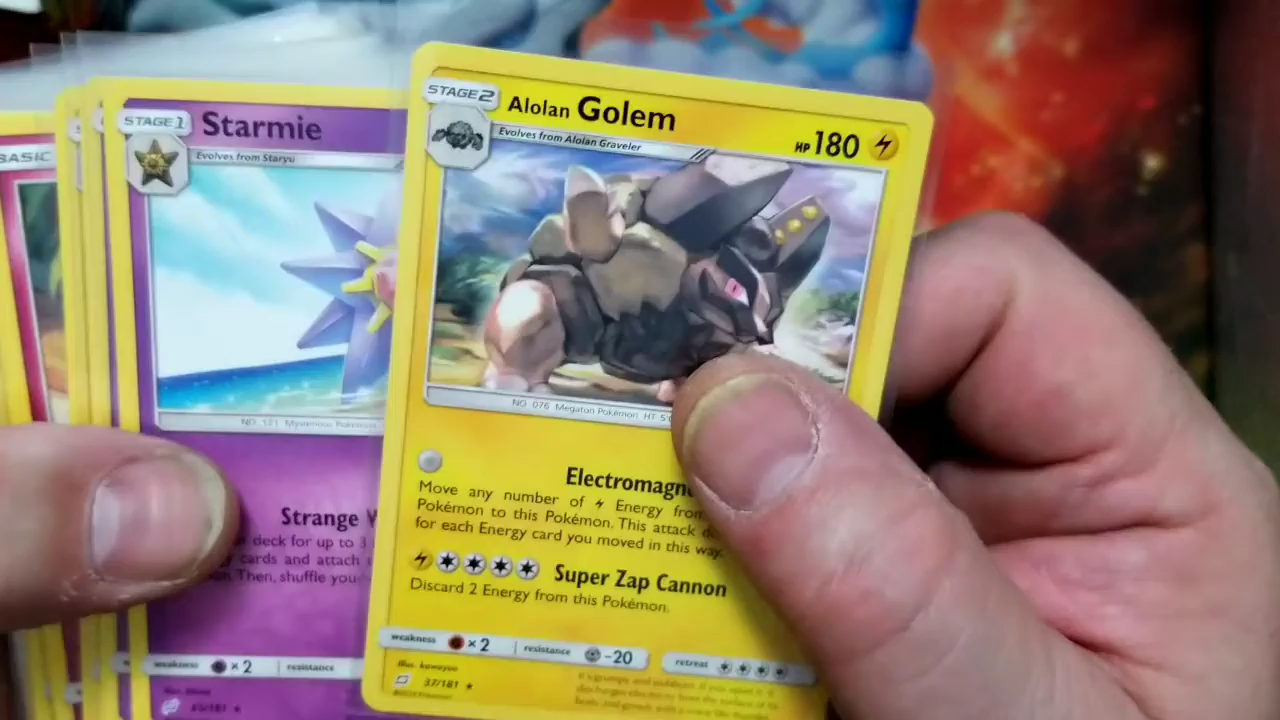 BASIC
STAGE 1
Starmie
Evolves from Staryu
NO. 121 Mysterious Pokémon
Strange
deck for up to 3
cards and attach
Then, shuffle you
weakness ×2 resistance
STAGE 2
Alolan Golem
HP 180
Evolves from Alolan Graveler
NO. 076 Megaton Pokémon HT 5'
Electromagn
Move any number of Energy from
Pokémon to this Pokémon. This attack
for each Energy card you moved in this way.
Super Zap Cannon
Discard 2 Energy from this Pokémon.
weakness ×2 resistance -20 retreat
Illus. kawayoo
37/181